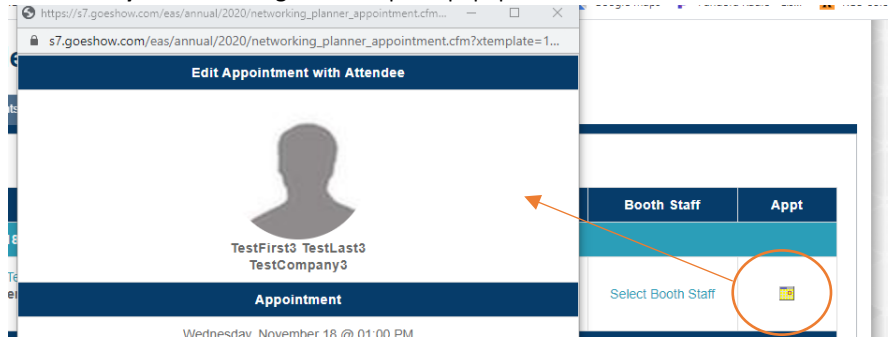 https://s7.goeshow.com/eas/annual/2020/networking_planner_appointment.cfm...
s7.goeshow.com/eas/annual/2020/networking_planner_appointment.cfm?xtemplate=1...
Edit Appointment with Attendee
TestFirst3 TestLast3
TestCompany3
Appointment
Wednesday, November 18 @ 01:00 PM
Booth Staff
Appt
Select Booth Staff